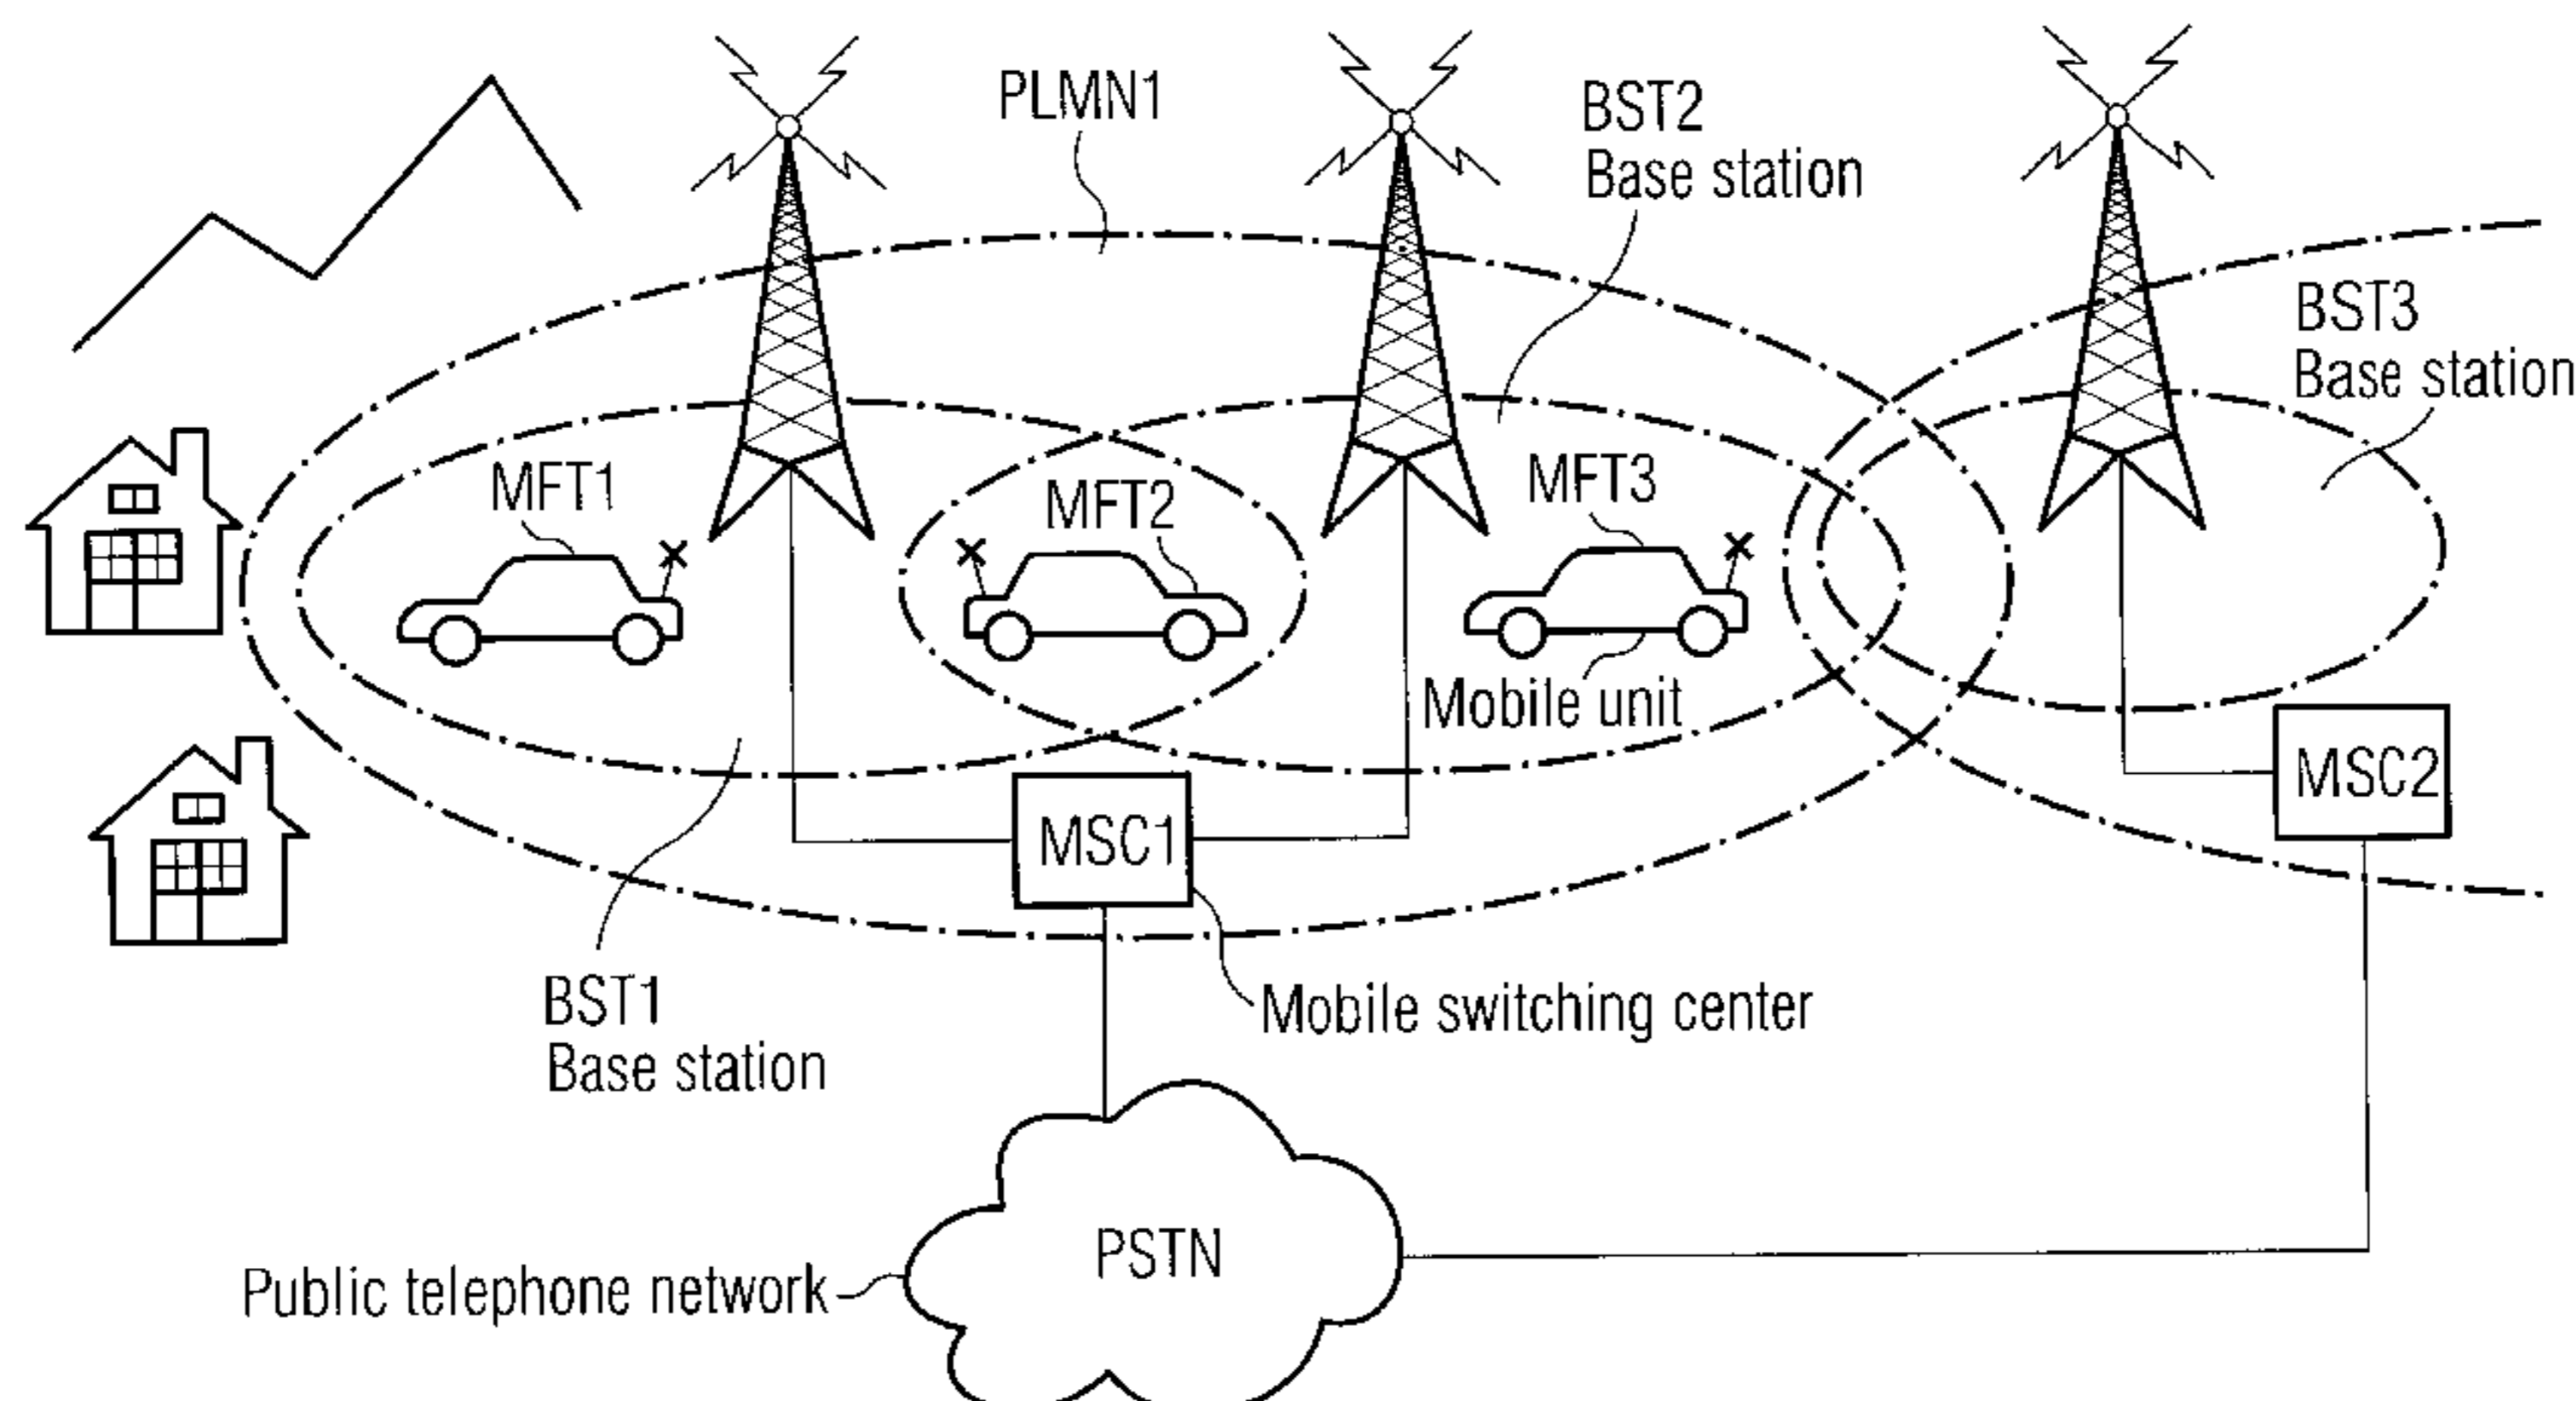 PLMN1
BST2
Base station
BST3
Base station
MFT1
MFT2
MFT3
Mobile unit
MSC1
MSC2
BST1
Base station
Mobile switching center
PSTN
Public telephone network